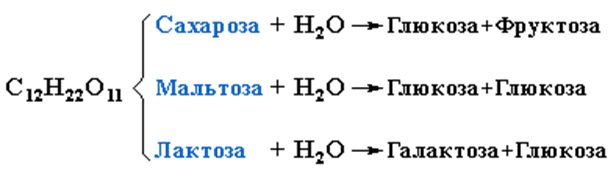 Сахароза + H₂O → Глюкоза+Фруктоза
C₁₂H₂₂O₁₁ { Мальтоза + H₂O → Глюкоза+Глюкоза
Лактоза + H₂O → Галактоза+Глюкоза